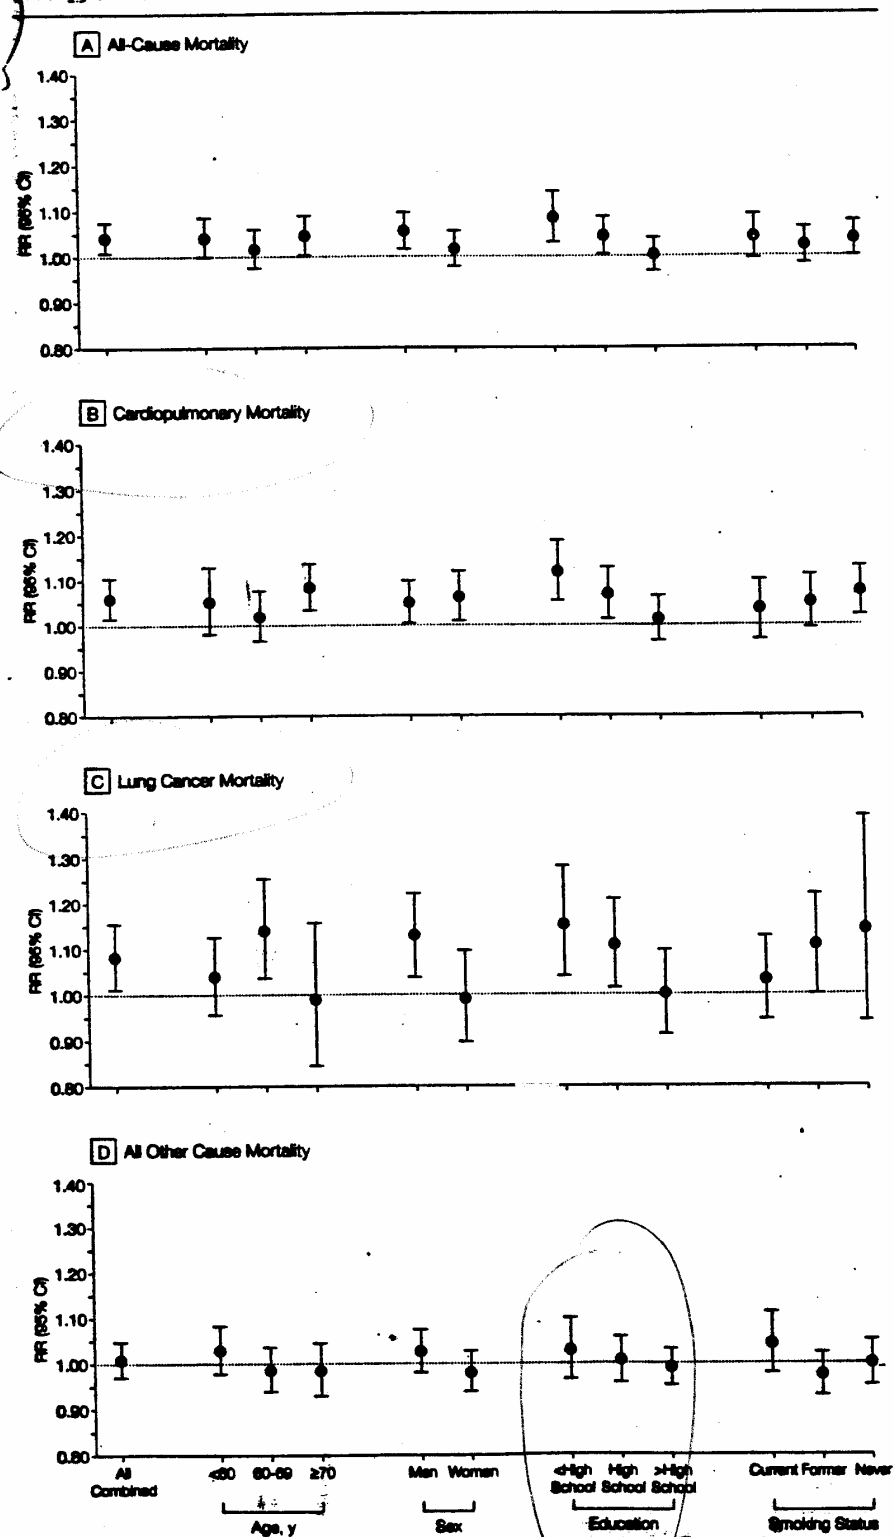 A All-Cause Mortality
1.40
1.30
1.20
1.10
1.00
0.90
0.80
RR (95% CI)
B Cardiopulmonary Mortality
1.40
1.30
1.20
1.10
1.00
0.90
0.80
RR (95% CI)
C Lung Cancer Mortality
1.40
1.30
1.20
1.10
1.00
0.90
0.80
RR (95% CI)
D All Other Cause Mortality
1.40
1.30
1.20
1.10
1.00
0.90
0.80
RR (95% CI)
All <60 60-69 ≥70 Men Women <High High >High Current Former Never
Combined School School School
Age, y Sex Education Smoking Status